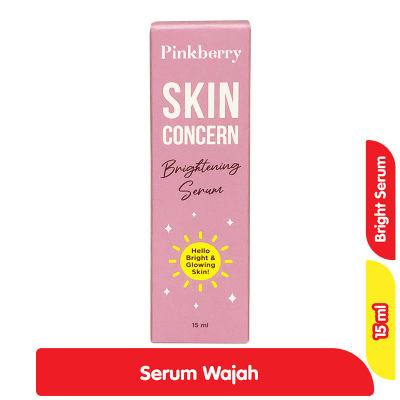 Pinkberry
SKIN
CONCERN
Brightening
Serum
Hello
Bright &
Glowing
Skin!
15 ml
Bright Serum
15 ml
Serum Wajah